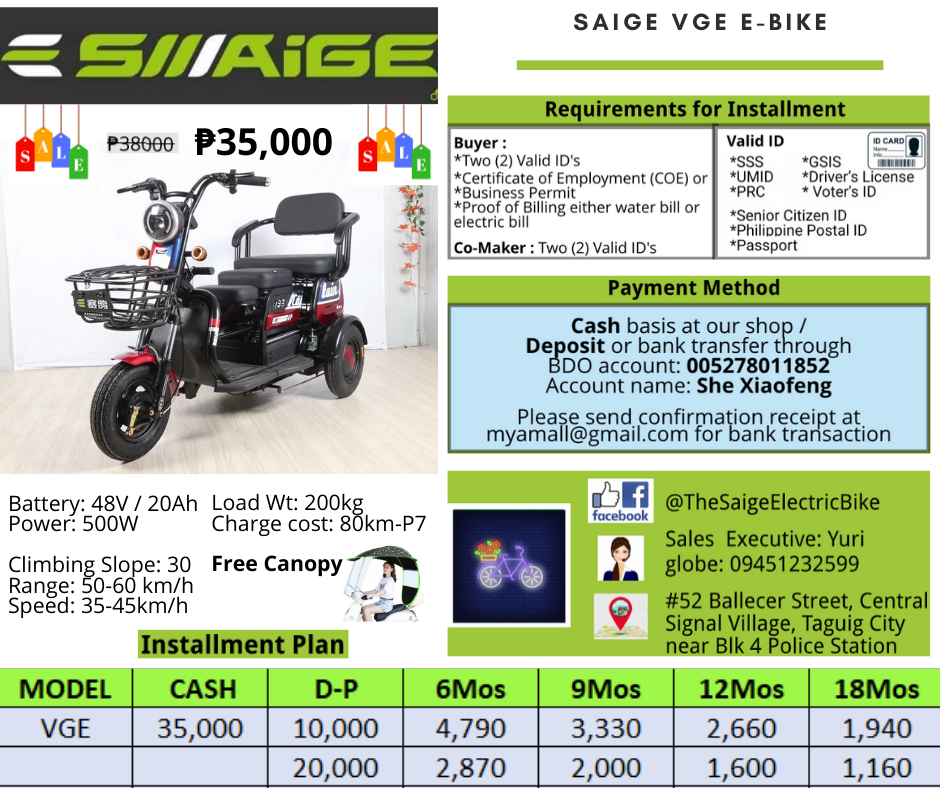 SMAiGE
SAIGE VGE E-BIKE
SALE
₱38000 ₱35,000
SALE
Requirements for Installment
Buyer :
*Two (2) Valid ID's
*Certificate of Employment (COE) or
*Business Permit
*Proof of Billing either water bill or
electric bill
Co-Maker : Two (2) Valid ID's
Valid ID
ID CARD
Name
Info
*SSS *GSIS
*UMID *Driver's License
*PRC * Voter's ID
*Senior Citizen ID
*Philippine Postal ID
*Passport
Payment Method
Cash basis at our shop /
Deposit or bank transfer through
BDO account: 005278011852
Account name: She Xiaofeng
Please send confirmation receipt at
myamall@gmail.com for bank transaction
塞鸽
Battery: 48V / 20Ah Load Wt: 200kg
Power: 500W Charge cost: 80km-P7
Climbing Slope: 30 Free Canopy
Range: 50-60 km/h
Speed: 35-45km/h
facebook
@TheSaigeElectricBike
Sales Executive: Yuri
globe: 09451232599
#52 Ballecer Street, Central
Signal Village, Taguig City
near Blk 4 Police Station
Installment Plan
MODEL CASH D-P 6Mos 9Mos 12Mos 18Mos
VGE 35,000 10,000 4,790 3,330 2,660 1,940
20,000 2,870 2,000 1,600 1,160